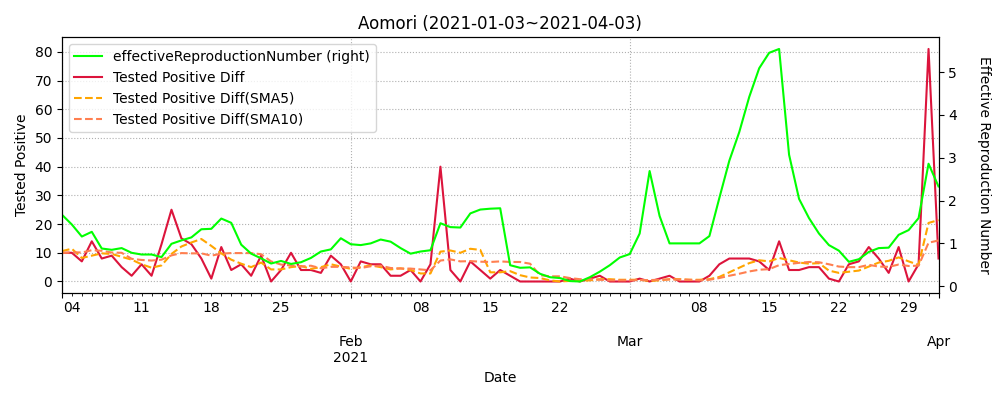 Aomori (2021-01-03~2021-04-03)
effectiveReproductionNumber (right)
Tested Positive Diff
Tested Positive Diff(SMA5)
Tested Positive Diff(SMA10)
Tested Positive
80
70
60
50
40
30
20
10
0
Effective Reproduction Number
5
4
3
2
1
0
04 11 18 25 08 15 22 08 15 22 29
Feb Mar Apr
2021
Date